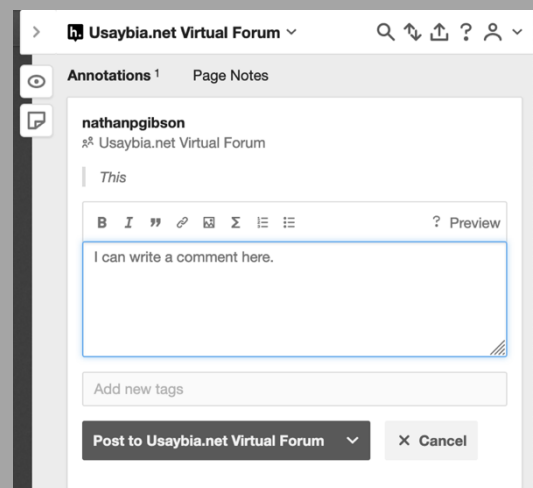 h. Usaybia.net Virtual Forum
Annotations 1 Page Notes
nathanpgibson
Usaybia.net Virtual Forum
This
B I " Σ ? Preview
I can write a comment here.
Add new tags
Post to Usaybia.net Virtual Forum × Cancel